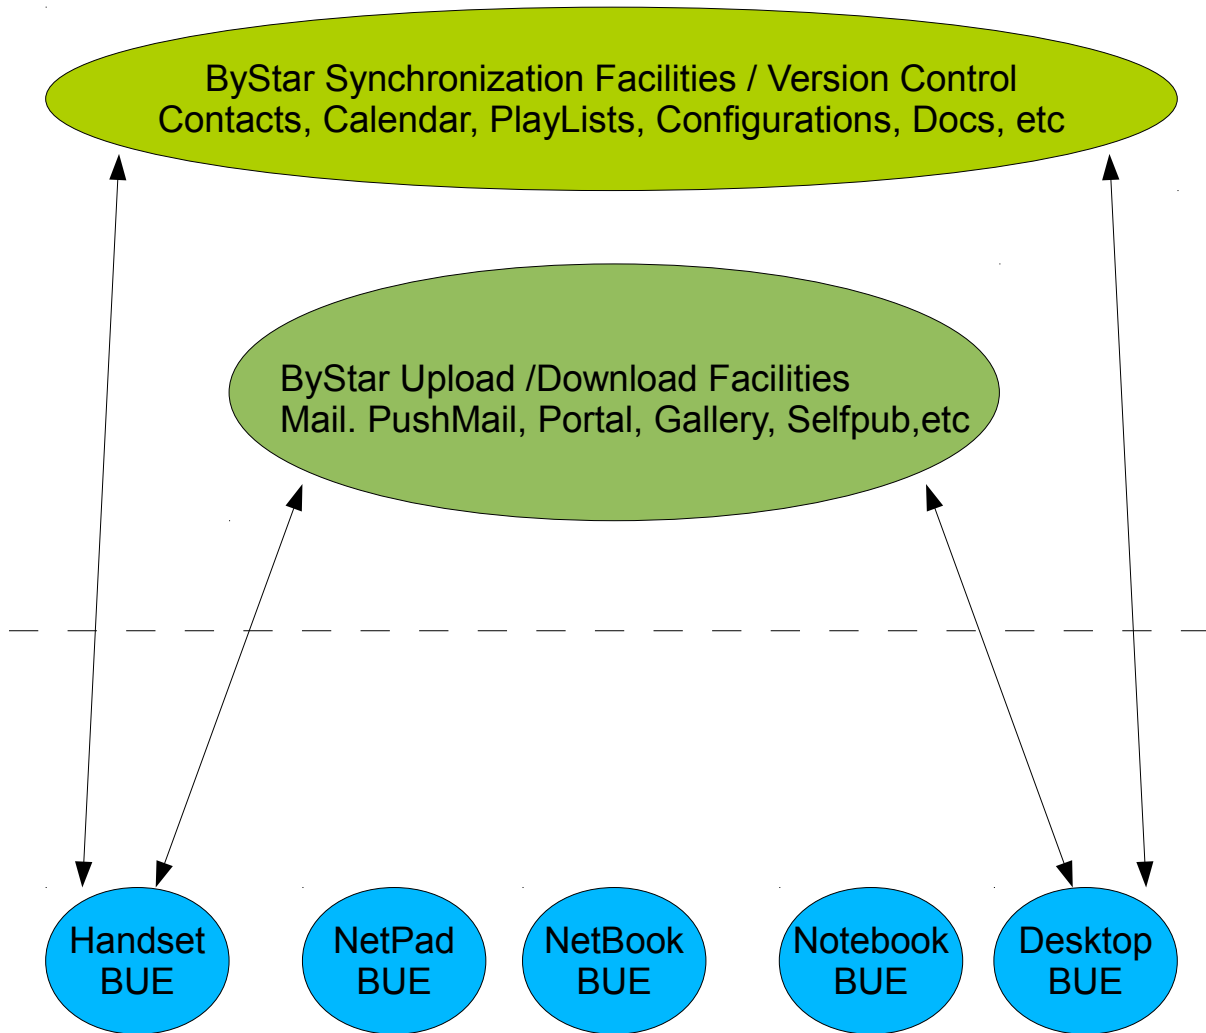 ByStar Synchronization Facilities / Version Control
Contacts, Calendar, PlayLists, Configurations, Docs, etc
ByStar Upload /Download Facilities
Mail. PushMail, Portal, Gallery, Selfpub,etc
Handset
BUE
NetPad
BUE
NetBook
BUE
Notebook
BUE
Desktop
BUE